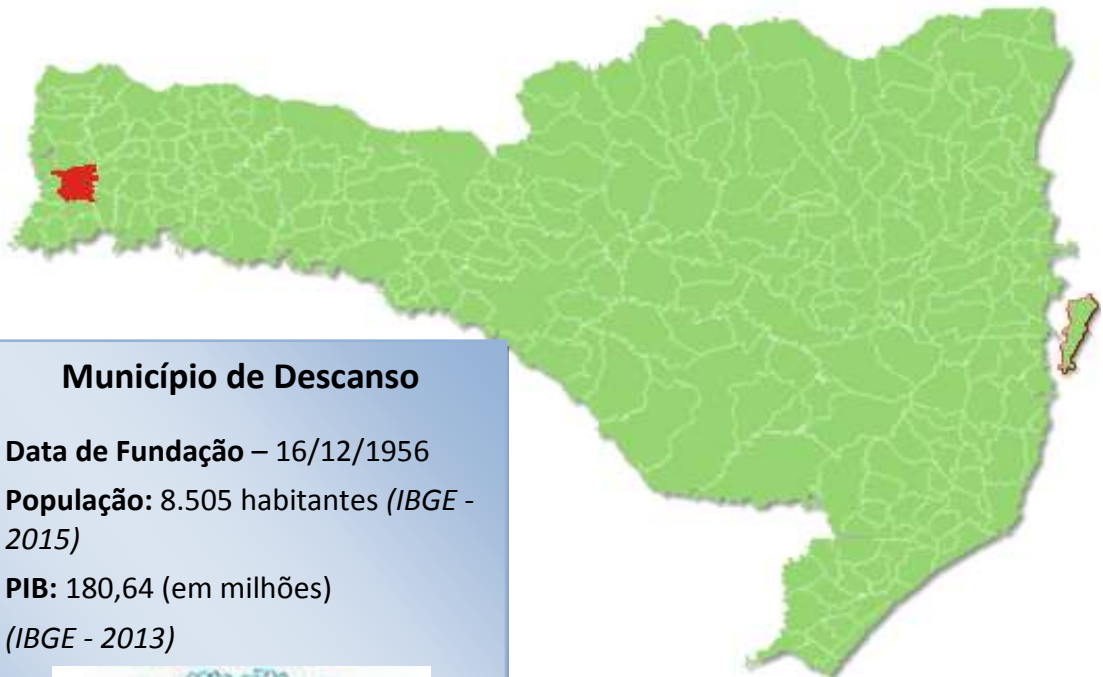 Município de Descanso
Data de Fundação – 16/12/1956
População: 8.505 habitantes (IBGE -
2015)
PIB: 180,64 (em milhões)
(IBGE - 2013)